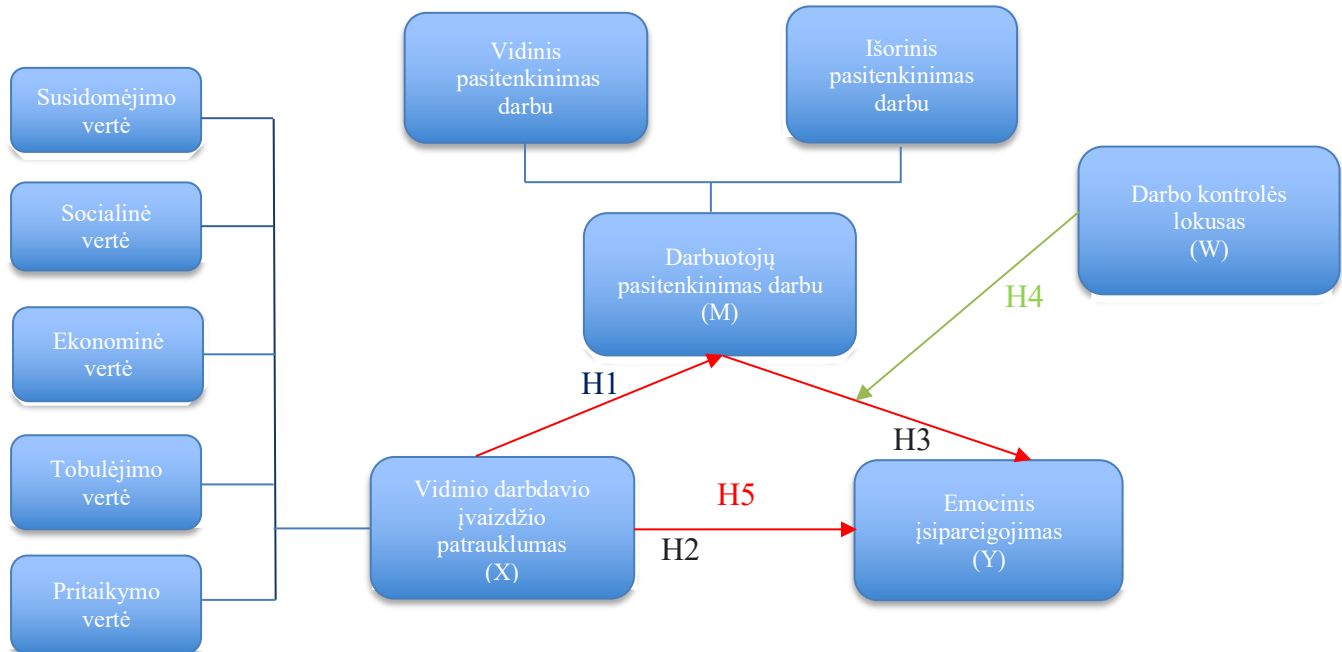 Vidinis
pasitenkinimas
darbu
Išorinis
pasitenkinimas
darbu
Susidomėjimo
vertė
Socialinė
vertė
Ekonominė
vertė
Tobulėjimo
vertė
Pritaikymo
vertė
Darbuotojų
pasitenkinimas darbu
(M)
Darbo kontrolės
lokusas
(W)
H4
H1
H3
Vidinio darbdavio
įvaizdžio
patrauklumas
(X)
H5
H2
Emocinis
įsipareigojimas
(Y)